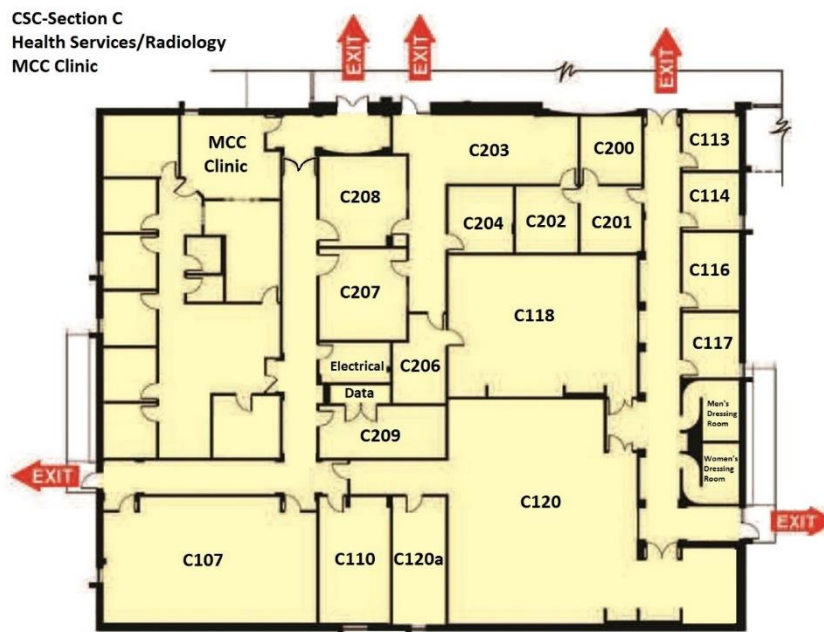 CSC-Section C
Health Services/Radiology
MCC Clinic
EXIT
EXIT
EXIT
MCC
Clinic
C203
C200
C113
C208
C204
C202
C201
C114
C207
C118
C116
C117
Electrical
C206
Data
C209
Men's
Dressing
Room
Women's
Dressing
Room
EXIT
C120
EXIT
C107
C110
C120a